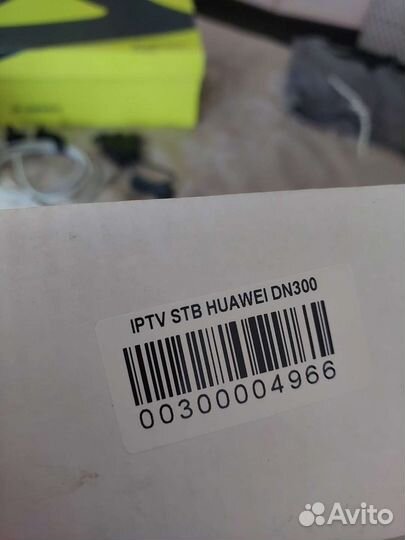 IPTV STB HUAWEI DN300
00300004966
Avito